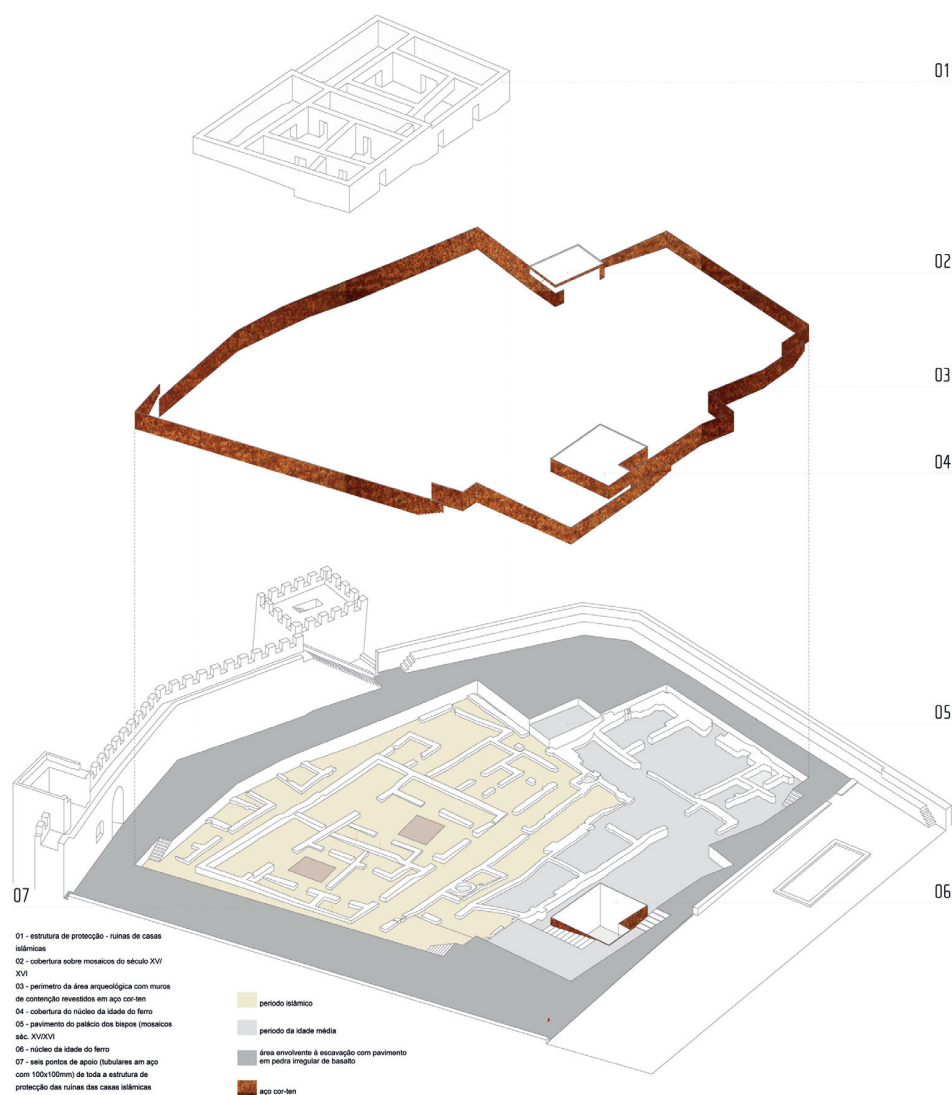 01
02
03
04
05
06
07
01 - estrutura de protecção - ruinas de casas
islâmicas
02 - cobertura sobre mosaicos do século XV/
XVI
03 - perimetro da área arqueológica com muros
de contenção revestidos em aço cor-ten
04 - cobertura do núcleo da idade do ferro
05 - pavimento do palácio dos bispos (mosaicos
séc. XV/XVI
06 - núcleo da idade do ferro
07 - seis pontos de apoio (tubulares am aço
com 100x100mm) de toda a estrutura de
protecção das ruinas das casas islâmicas
periodo islâmico
periodo da idade média
área envolvente à escavação com pavimento
em pedra irregular de basalto
aço cor-ten